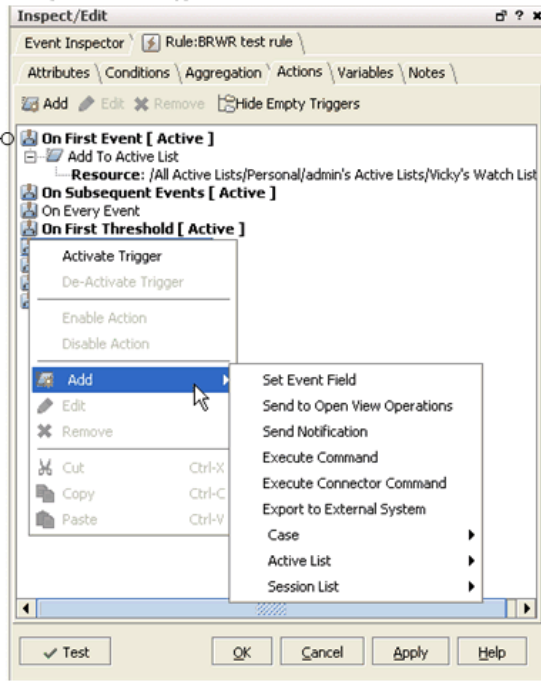 Inspect/Edit
Event Inspector Rule:BRWR test rule
Attributes Conditions Aggregation Actions Variables Notes
Add Edit Remove Hide Empty Triggers
On First Event [ Active ]
Add To Active List
Resource: /All Active Lists/Personal/admin's Active Lists/Vicky's Watch List
On Subsequent Events [ Active ]
On Every Event
On First Threshold [ Active ]
Activate Trigger
De-Activate Trigger
Enable Action
Disable Action
Add
Edit
Remove
Cut Ctrl-X
Copy Ctrl-C
Paste Ctrl-V
Set Event Field
Send to Open View Operations
Send Notification
Execute Command
Execute Connector Command
Export to External System
Case
Active List
Session List
Test OK Cancel Apply Help